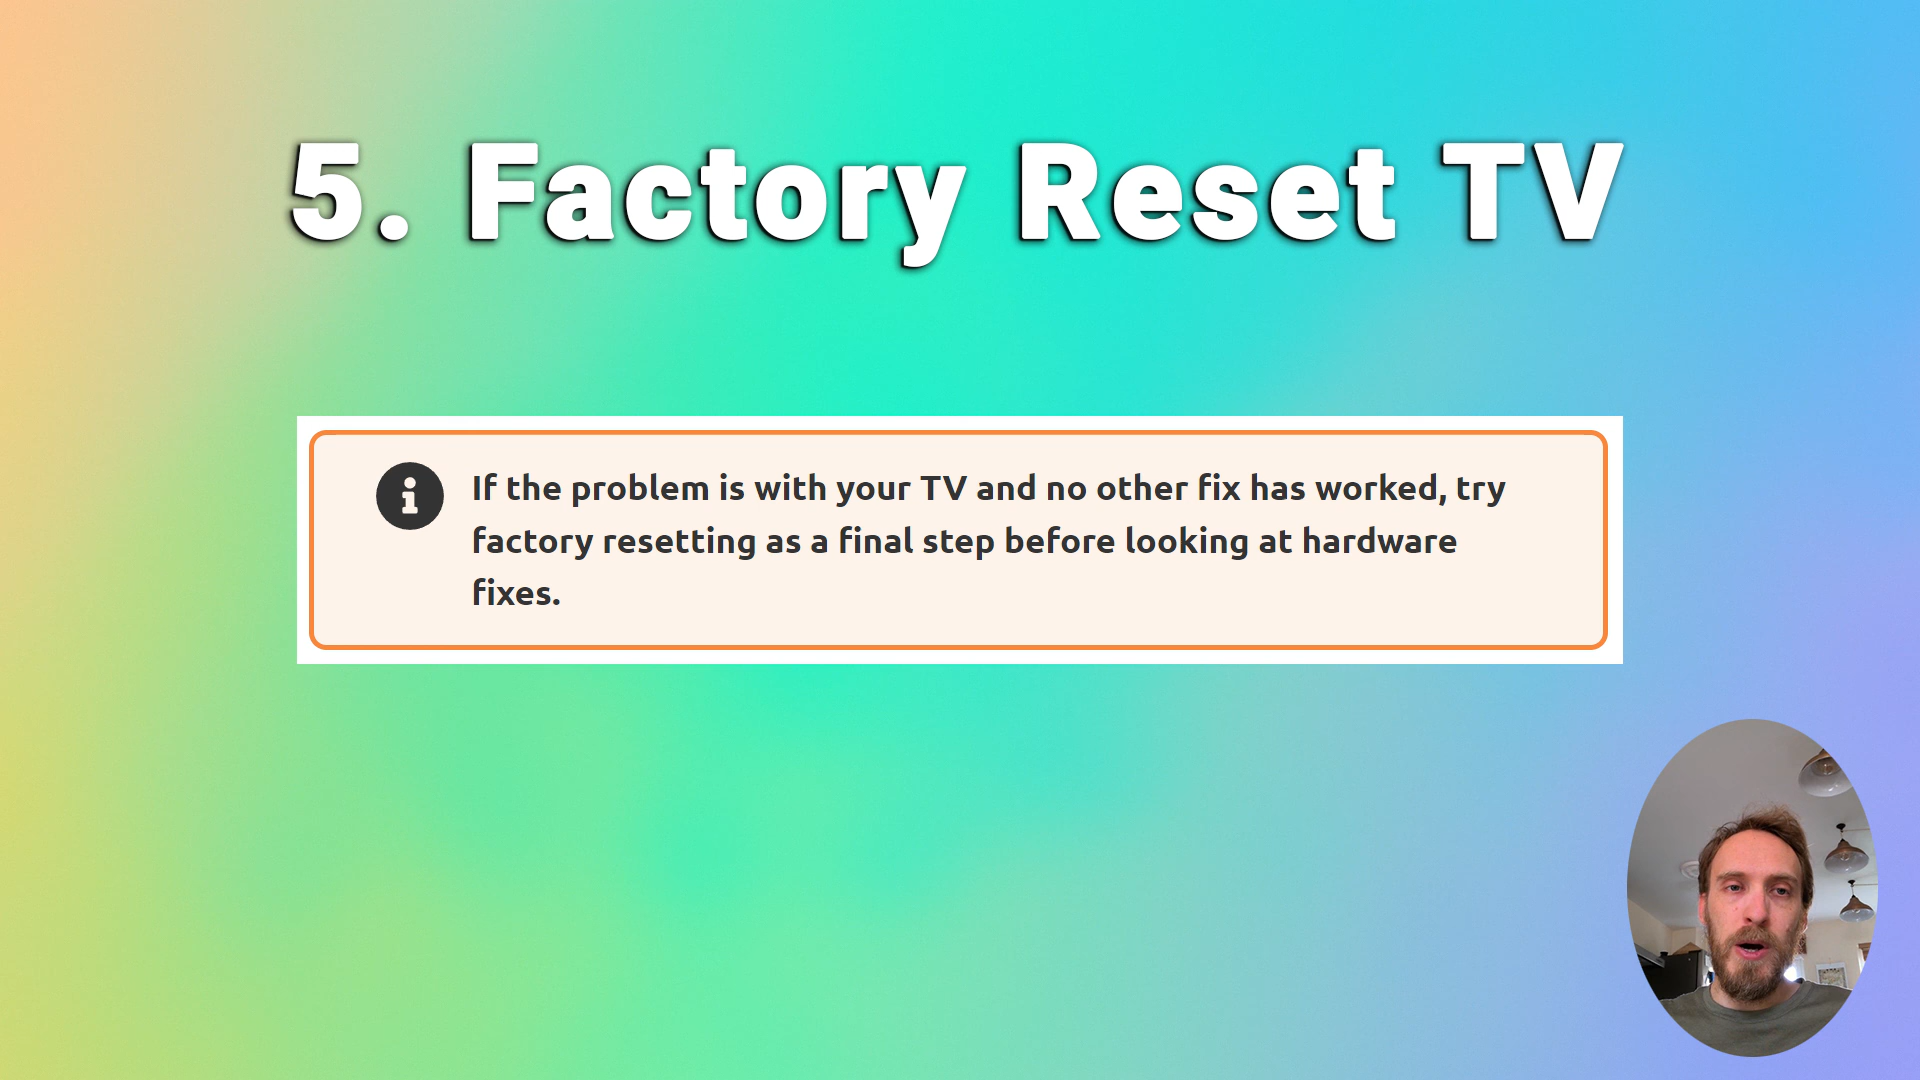 5. Factory Reset TV
If the problem is with your TV and no other fix has worked, try
factory resetting as a final step before looking at hardware
fixes.